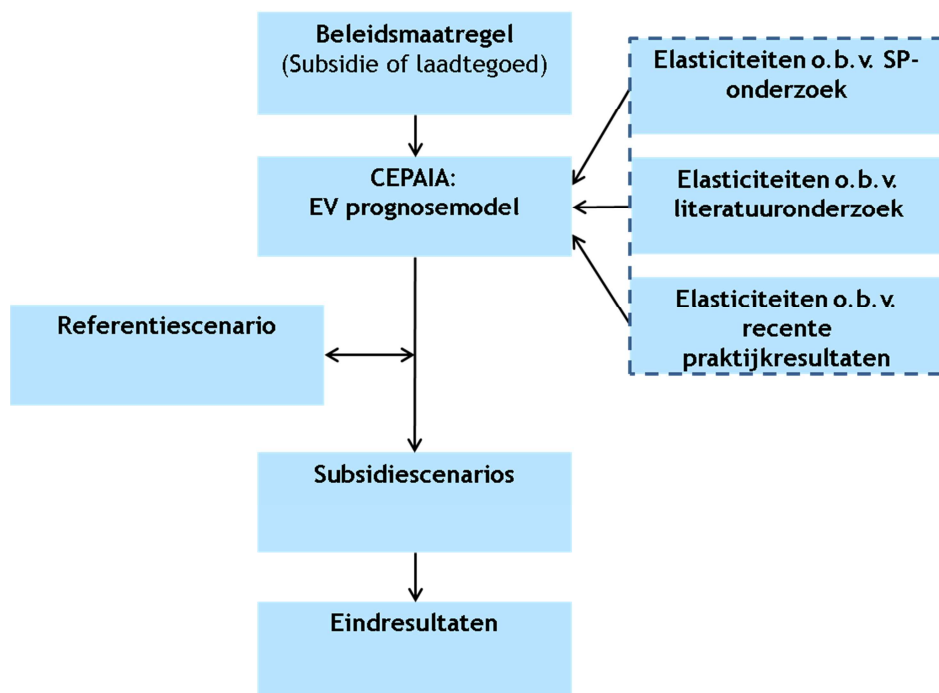 Beleidsmaatregel
(Subsidie of laadtegoed)
Elasticiteiten o.b.v. SP-
onderzoek
CEPAIA:
EV prognosemodel
Elasticiteiten o.b.v.
literatuuronderzoek
Elasticiteiten o.b.v.
recente
praktijkresultaten
Referentiescenario
Subsidiescenarios
Eindresultaten